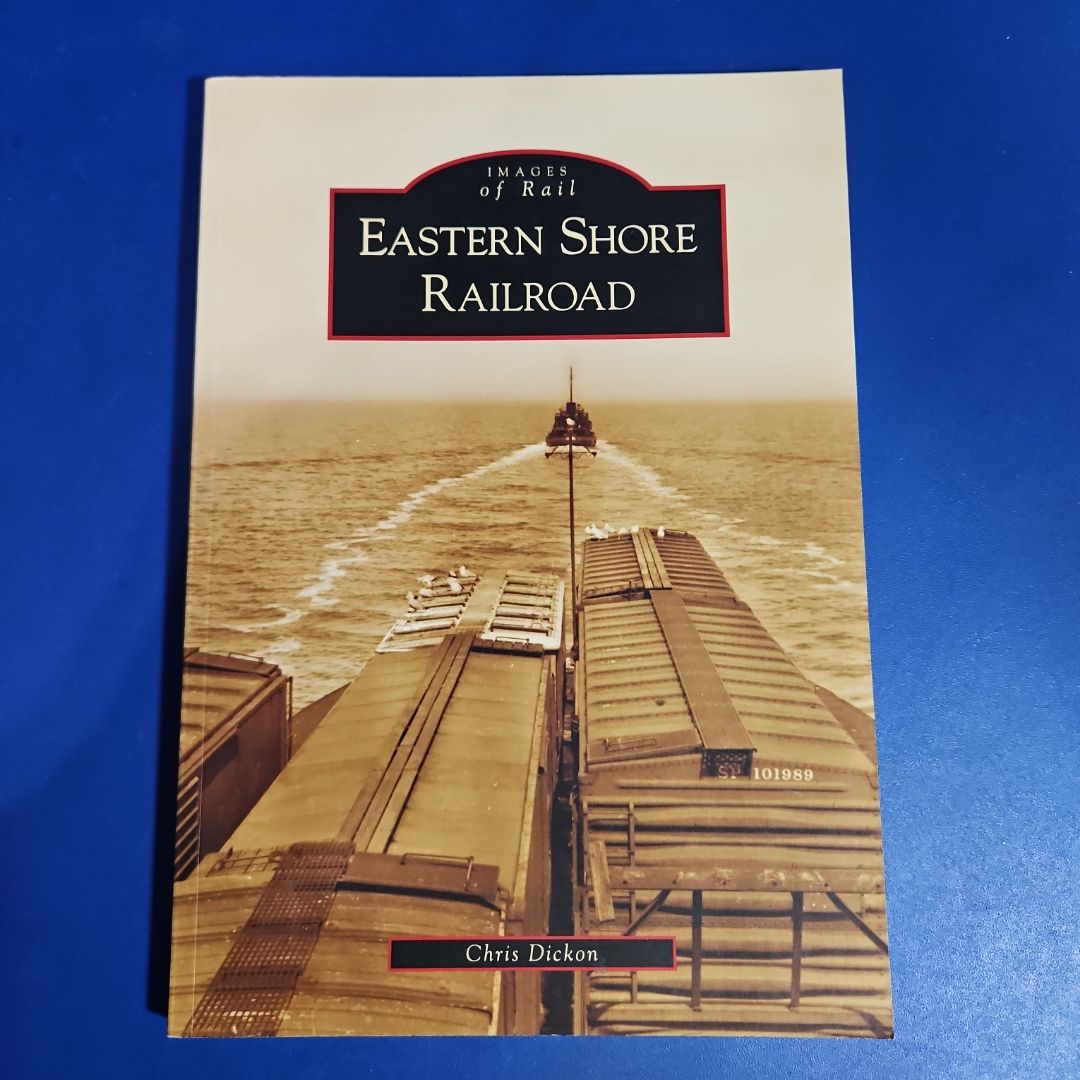 IMAGES
of Rail
EASTERN SHORE
RAILROAD
SP 101989
Chris Dickon